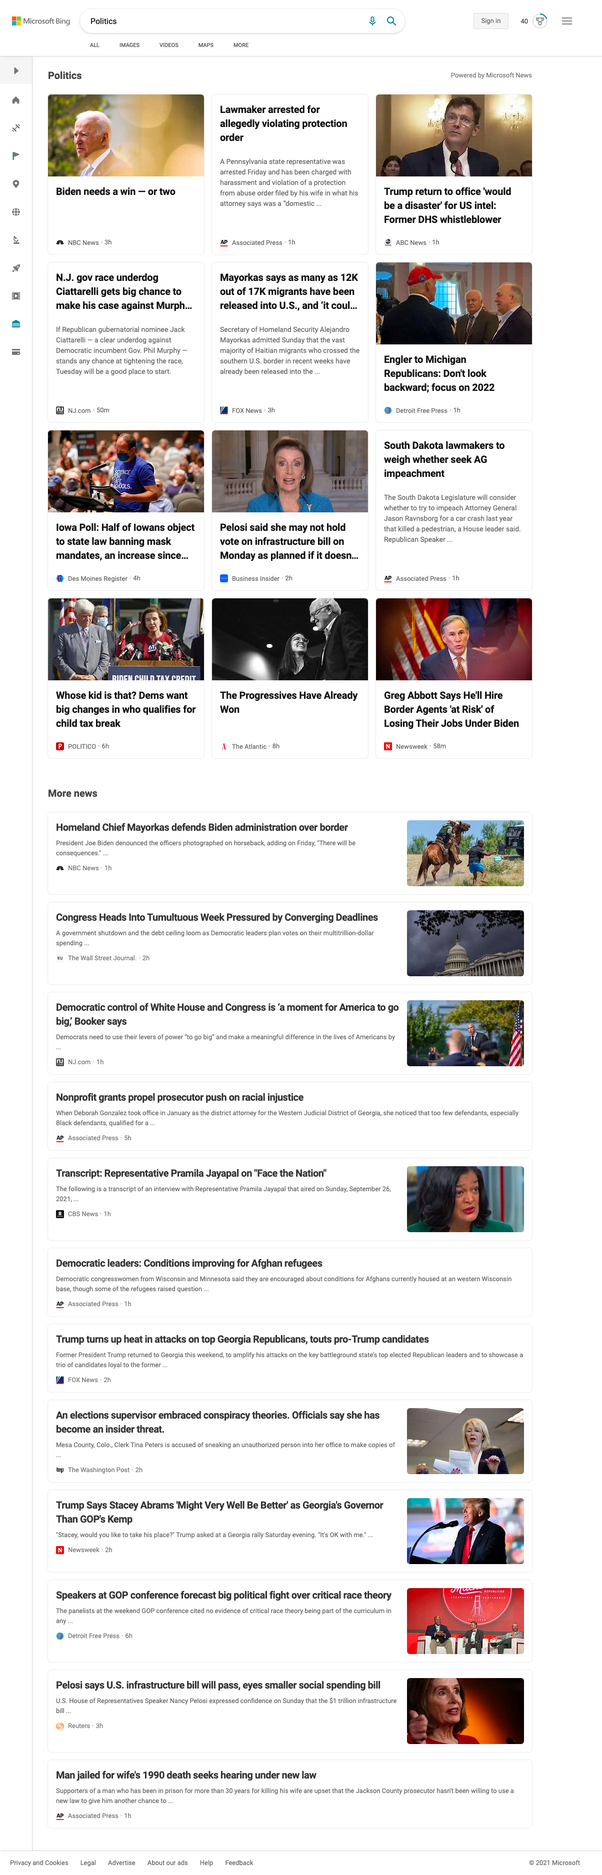 Microsoft Bing
Politics
Sign in
40
ALL IMAGES VIDEOS MAPS MORE
Politics
Powered by Microsoft News
Biden needs a win — or two
NBC News · 3h
Lawmaker arrested for
allegedly violating protection
order
A Pennsylvania state representative was
arrested Friday and has been charged with
harassment and violation of a protection
from abuse order filed by his wife in what his
attorney says was a "domestic ...
AP Associated Press · 1h
Trump return to office 'would
be a disaster' for US intel:
Former DHS whistleblower
ABC News · 1h
N.J. gov race underdog
Ciattarelli gets big chance to
make his case against Murph...
If Republican gubernatorial nominee Jack
Ciattarelli — a clear underdog against
Democratic incumbent Gov. Phil Murphy —
stands any chance at tightening the race,
Tuesday will be a good place to start.
NJ.com · 50m
Mayorkas says as many as 12K
out of 17K migrants have been
released into U.S., and 'it coul...
Secretary of Homeland Security Alejandro
Mayorkas admitted Sunday that the vast
majority of Haitian migrants who crossed the
southern U.S. border in recent weeks have
already been released into the ...
FOX News · 3h
Engler to Michigan
Republicans: Don't look
backward; focus on 2022
Detroit Free Press · 1h
Iowa Poll: Half of Iowans object
to state law banning mask
mandates, an increase since...
Des Moines Register · 4h
Pelosi said she may not hold
vote on infrastructure bill on
Monday as planned if it doesn...
Business Insider · 2h
South Dakota lawmakers to
weigh whether seek AG
impeachment
The South Dakota Legislature will consider
whether to try to impeach Attorney General
Jason Ravnsborg for a car crash last year
that killed a pedestrian, a House leader said.
Republican Speaker ...
AP Associated Press · 1h
BIDEN CHILD TAX CREDIT
Whose kid is that? Dems want
big changes in who qualifies for
child tax break
POLITICO · 6h
The Progressives Have Already
Won
The Atlantic · 8h
Greg Abbott Says He'll Hire
Border Agents 'at Risk' of
Losing Their Jobs Under Biden
N Newsweek · 58m
More news
Homeland Chief Mayorkas defends Biden administration over border
President Joe Biden denounced the officers photographed on horseback, adding on Friday, "There will be
consequences." ...
NBC News · 1h
Congress Heads Into Tumultuous Week Pressured by Converging Deadlines
A government shutdown and the debt ceiling loom as Democratic leaders plan votes on their multitrillion-dollar
spending ...
WSJ The Wall Street Journal. · 2h
Democratic control of White House and Congress is 'a moment for America to go
big,' Booker says
Democrats need to use their levers of power "to go big" and make a meaningful difference in the lives of Americans by
...
NJ.com · 1h
Nonprofit grants propel prosecutor push on racial injustice
When Deborah Gonzalez took office in January as the district attorney for the Western Judicial District of Georgia, she noticed that too few defendants, especially
Black defendants, qualified for a ...
AP Associated Press · 5h
Transcript: Representative Pramila Jayapal on "Face the Nation"
The following is a transcript of an interview with Representative Pramila Jayapal that aired on Sunday, September 26,
2021, ...
CBS News · 1h
Democratic leaders: Conditions improving for Afghan refugees
Democratic congresswomen from Wisconsin and Minnesota said they are encouraged about conditions for Afghans currently housed at an western Wisconsin
base, though some of the refugees raised question ...
AP Associated Press · 1h
Trump turns up heat in attacks on top Georgia Republicans, touts pro-Trump candidates
Former President Trump returned to Georgia this weekend, to amplify his attacks on the key battleground state's top elected Republican leaders and to showcase a
trio of candidates loyal to the former ...
FOX News · 2h
An elections supervisor embraced conspiracy theories. Officials say she has
become an insider threat.
Mesa County, Colo., Clerk Tina Peters is accused of sneaking an unauthorized person into her office to make copies of
...
wp The Washington Post · 2h
Trump Says Stacey Abrams 'Might Very Well Be Better' as Georgia's Governor
Than GOP's Kemp
"Stacey, would you like to take his place?" Trump asked at a Georgia rally Saturday evening. "It's OK with me." ...
N Newsweek · 2h
Speakers at GOP conference forecast big political fight over critical race theory
The panelists at the weekend GOP conference cited no evidence of critical race theory being part of the curriculum in
any ...
Detroit Free Press · 6h
Pelosi says U.S. infrastructure bill will pass, eyes smaller social spending bill
U.S. House of Representatives Speaker Nancy Pelosi expressed confidence on Sunday that the $1 trillion infrastructure
bill ...
Reuters · 3h
Man jailed for wife's 1990 death seeks hearing under new law
Supporters of a man who has been in prison for more than 30 years for killing his wife are upset that the Jackson County prosecutor hasn't been willing to use a
new law to give him another chance to ...
AP Associated Press · 1h
Privacy and Cookies Legal Advertise About our ads Help Feedback
© 2021 Microsoft